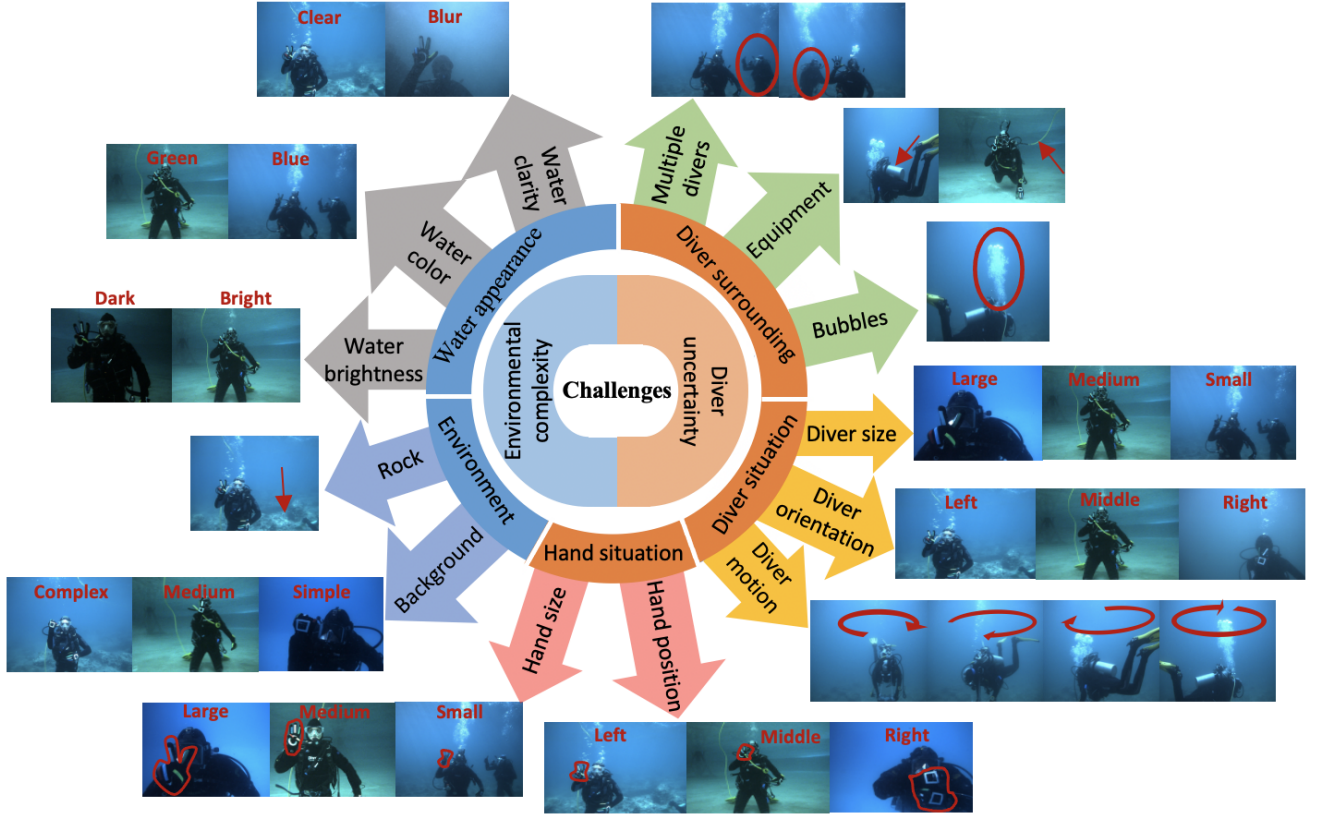 Clear
Blur
Green
Blue
Dark
Bright
Complex
Medium
Simple
Large
Medium
Small
Left
Middle
Right
Large
Medium
Small
Left
Middle
Right
Water
clarity
Water
color
Water
brightness
Rock
Background
Hand size
Hand position
Diver
motion
Diver
orientation
Diver size
Bubbles
Equipment
Multiple
divers
Water appearance
Environment
Hand situation
Diver situation
Diver surrounding
Environmental
complexity
Challenges
Diver
uncertainty